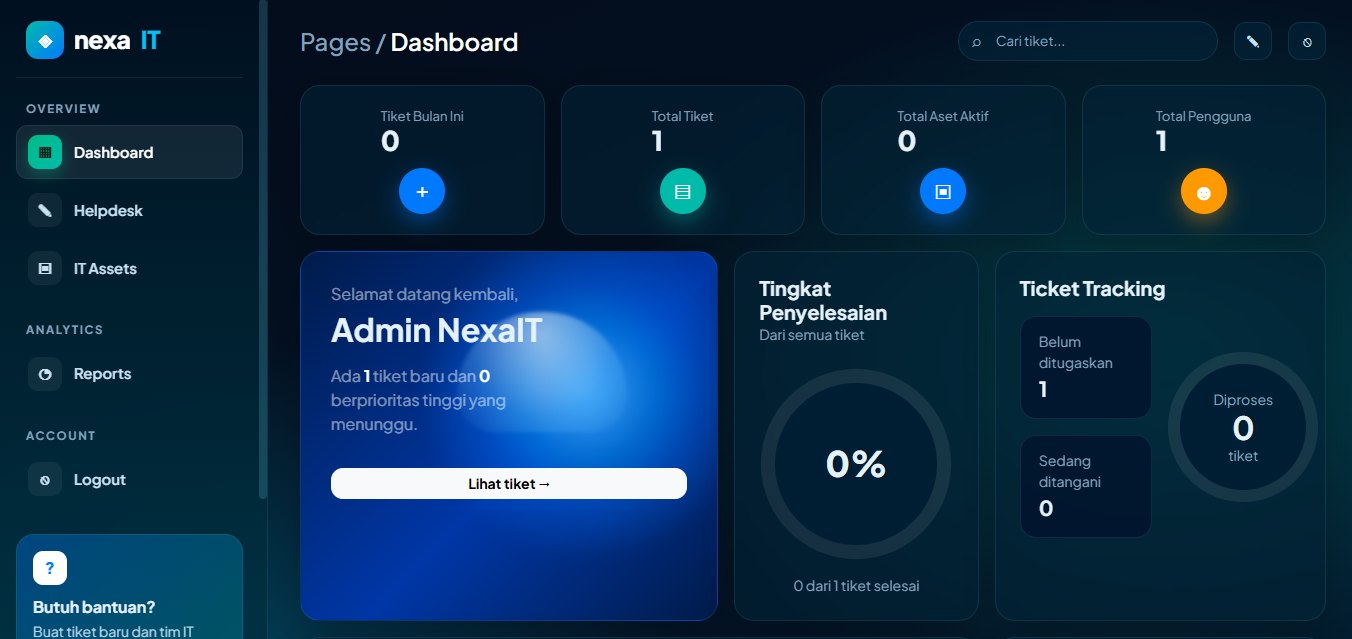 nexa IT
OVERVIEW
Dashboard
Helpdesk
IT Assets
ANALYTICS
Reports
ACCOUNT
Logout
?
Butuh bantuan?
Buat tiket baru dan tim IT
Pages / Dashboard
Cari tiket...
Tiket Bulan Ini
0
+
Total Tiket
1
Total Aset Aktif
0
Total Pengguna
1
Selamat datang kembali,
Admin NexaIT
Ada 1 tiket baru dan 0
berprioritas tinggi yang
menunggu.
Lihat tiket →
Tingkat
Penyelesaian
Dari semua tiket
0%
0 dari 1 tiket selesai
Ticket Tracking
Belum
ditugaskan
1
Sedang
ditangani
0
Diproses
0
tiket